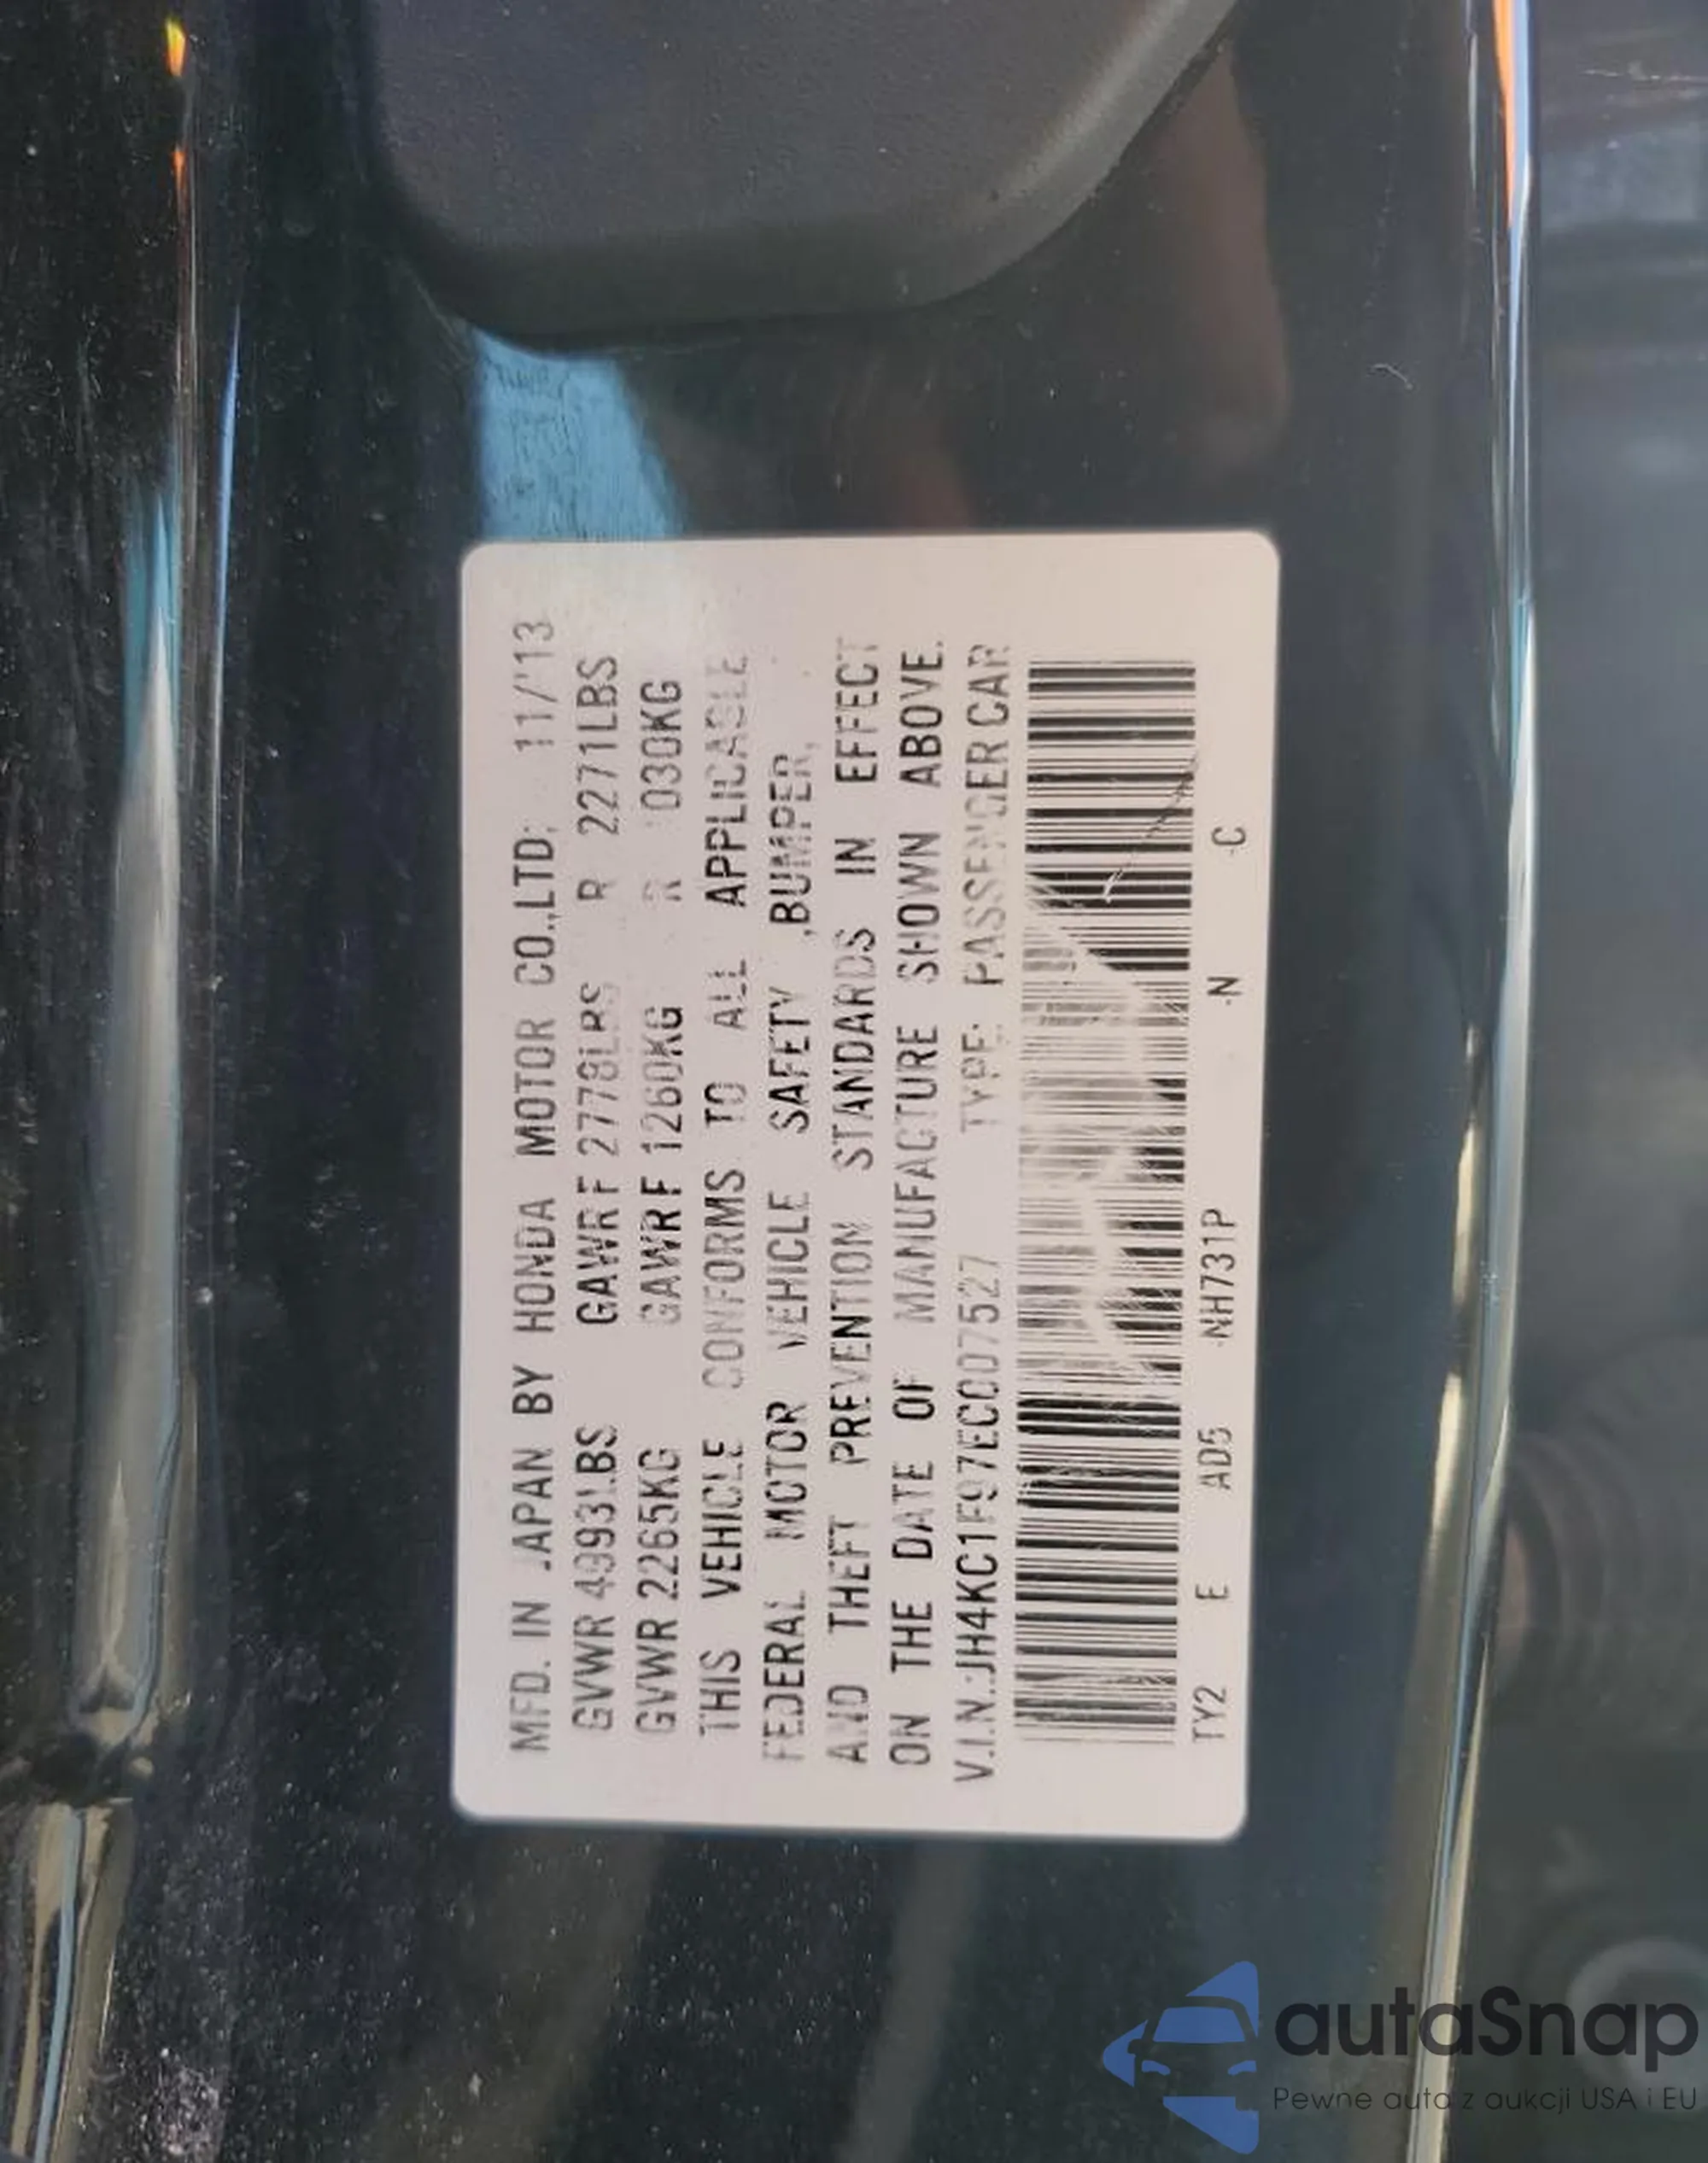 MFD. IN JAPAN BY HONDA MOTOR CO.,LTD. 11/'13
GVWR 4993LBS GAWR F 2778LBS R 2271LBS
GVWR 2265KG GAWR F 1260KG R 1030KG
THIS VEHICLE CONFORMS TO ALL APPLICABLE
FEDERAL MOTOR VEHICLE SAFETY ,BUMPER,
AND THEFT PREVENTION STANDARDS IN EFFECT
ON THE DATE OF MANUFACTURE SHOWN ABOVE.
V.I.N.:JH4KC1F97EC007527 TYPE: PASSENGER CAR
TY2 E AD5 NH731P N C
autaSnap
Pewne auta z aukcji USA i EU